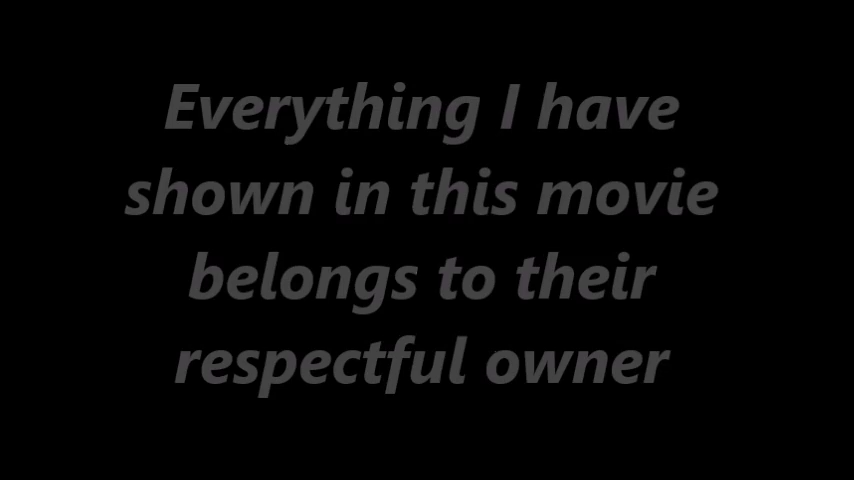 Everything I have
shown in this movie
belongs to their
respectful owner